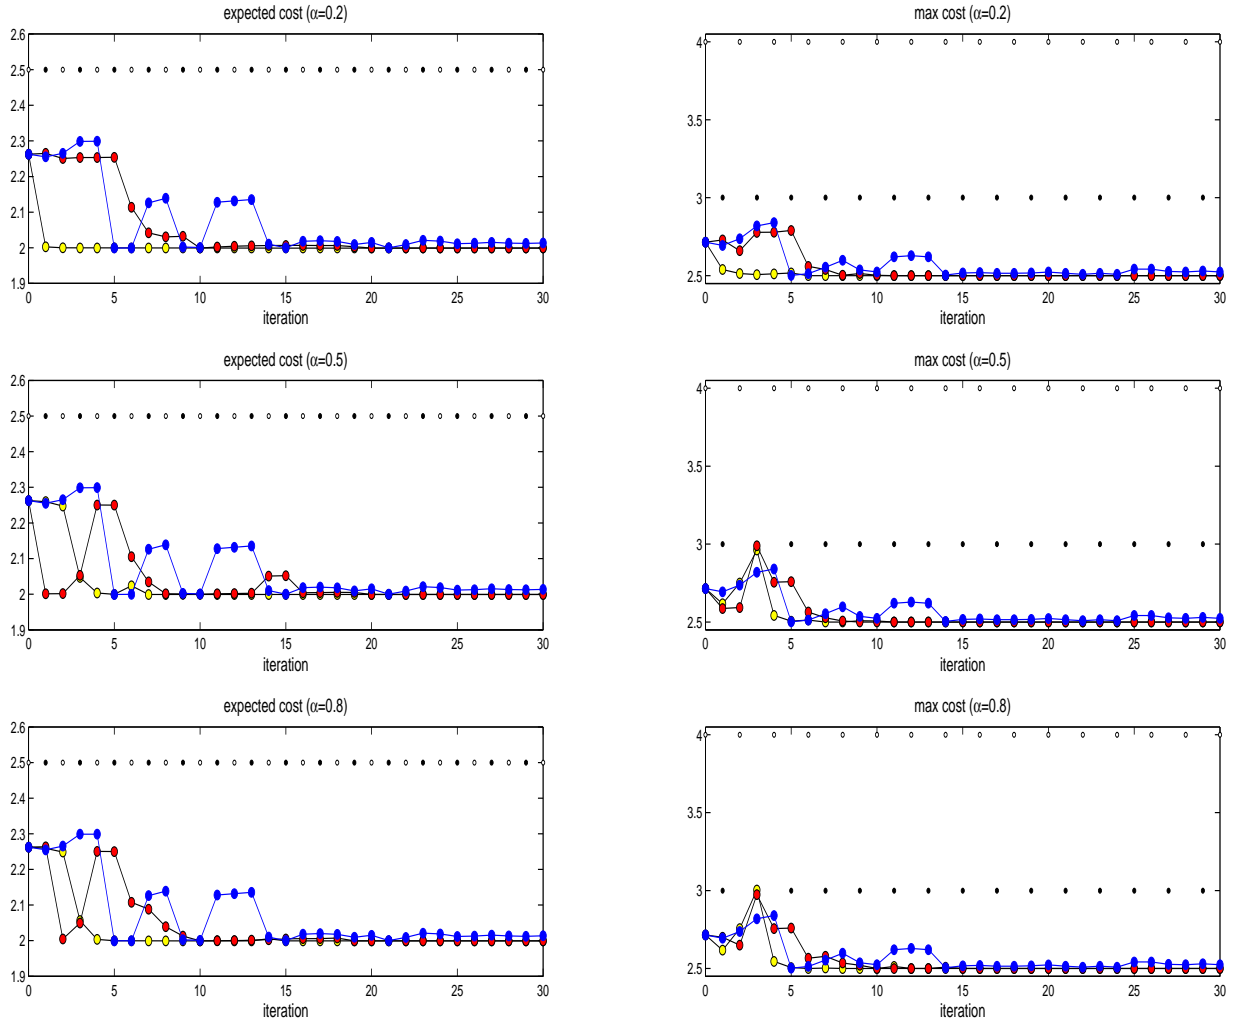 expected cost (α=0.2)
2.6
2.5
2.4
2.3
2.2
2.1
2
1.9
0 5 10 15 20 25 30
iteration
max cost (α=0.2)
4
3.5
3
2.5
0 5 10 15 20 25 30
iteration
expected cost (α=0.5)
2.6
2.5
2.4
2.3
2.2
2.1
2
1.9
0 5 10 15 20 25 30
iteration
max cost (α=0.5)
4
3.5
3
2.5
0 5 10 15 20 25 30
iteration
expected cost (α=0.8)
2.6
2.5
2.4
2.3
2.2
2.1
2
1.9
0 5 10 15 20 25 30
iteration
max cost (α=0.8)
4
3.5
3
2.5
0 5 10 15 20 25 30
iteration